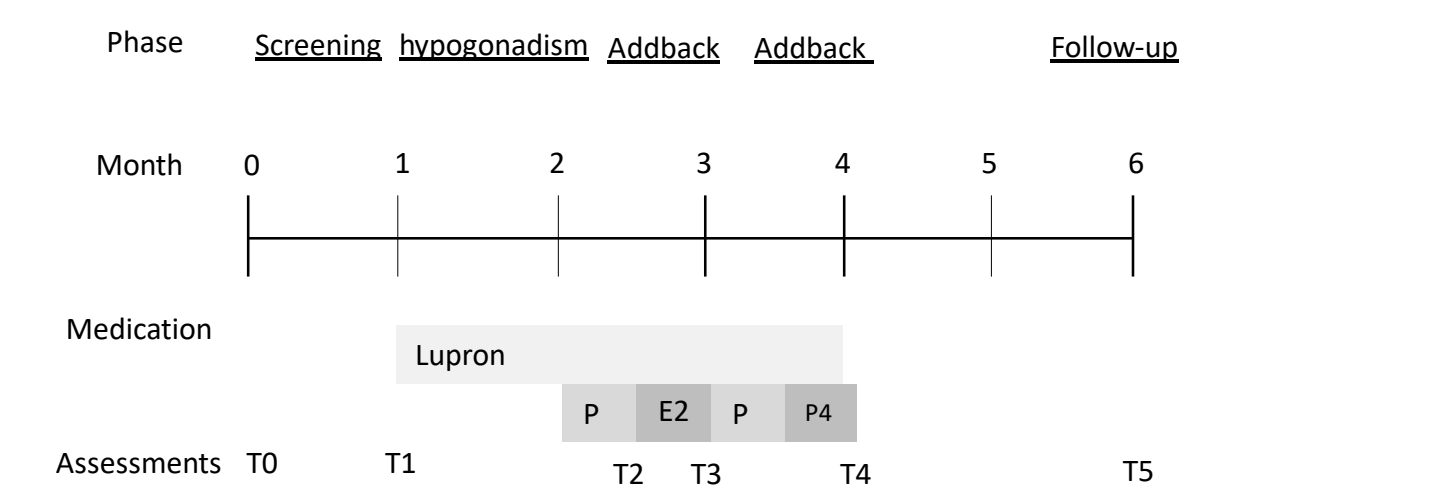 Phase Screening hypogonadism Addback Addback Follow-up
Month 0 1 2 3 4 5 6
Medication
Lupron
P E2 P P4
Assessments T0 T1 T2 T3 T4 T5